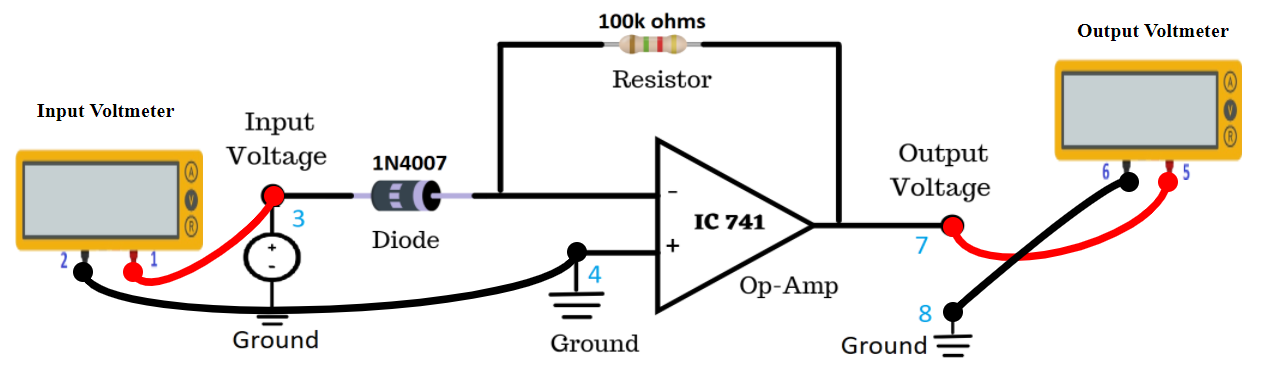 100k ohms
Resistor
Output Voltmeter
A
V
R
6
5
Input Voltmeter
A
V
R
2
1
Input
Voltage
3
+
-
Ground
1N4007
Diode
4
Ground
−
+
IC 741
Op-Amp
Output
Voltage
7
8
Ground